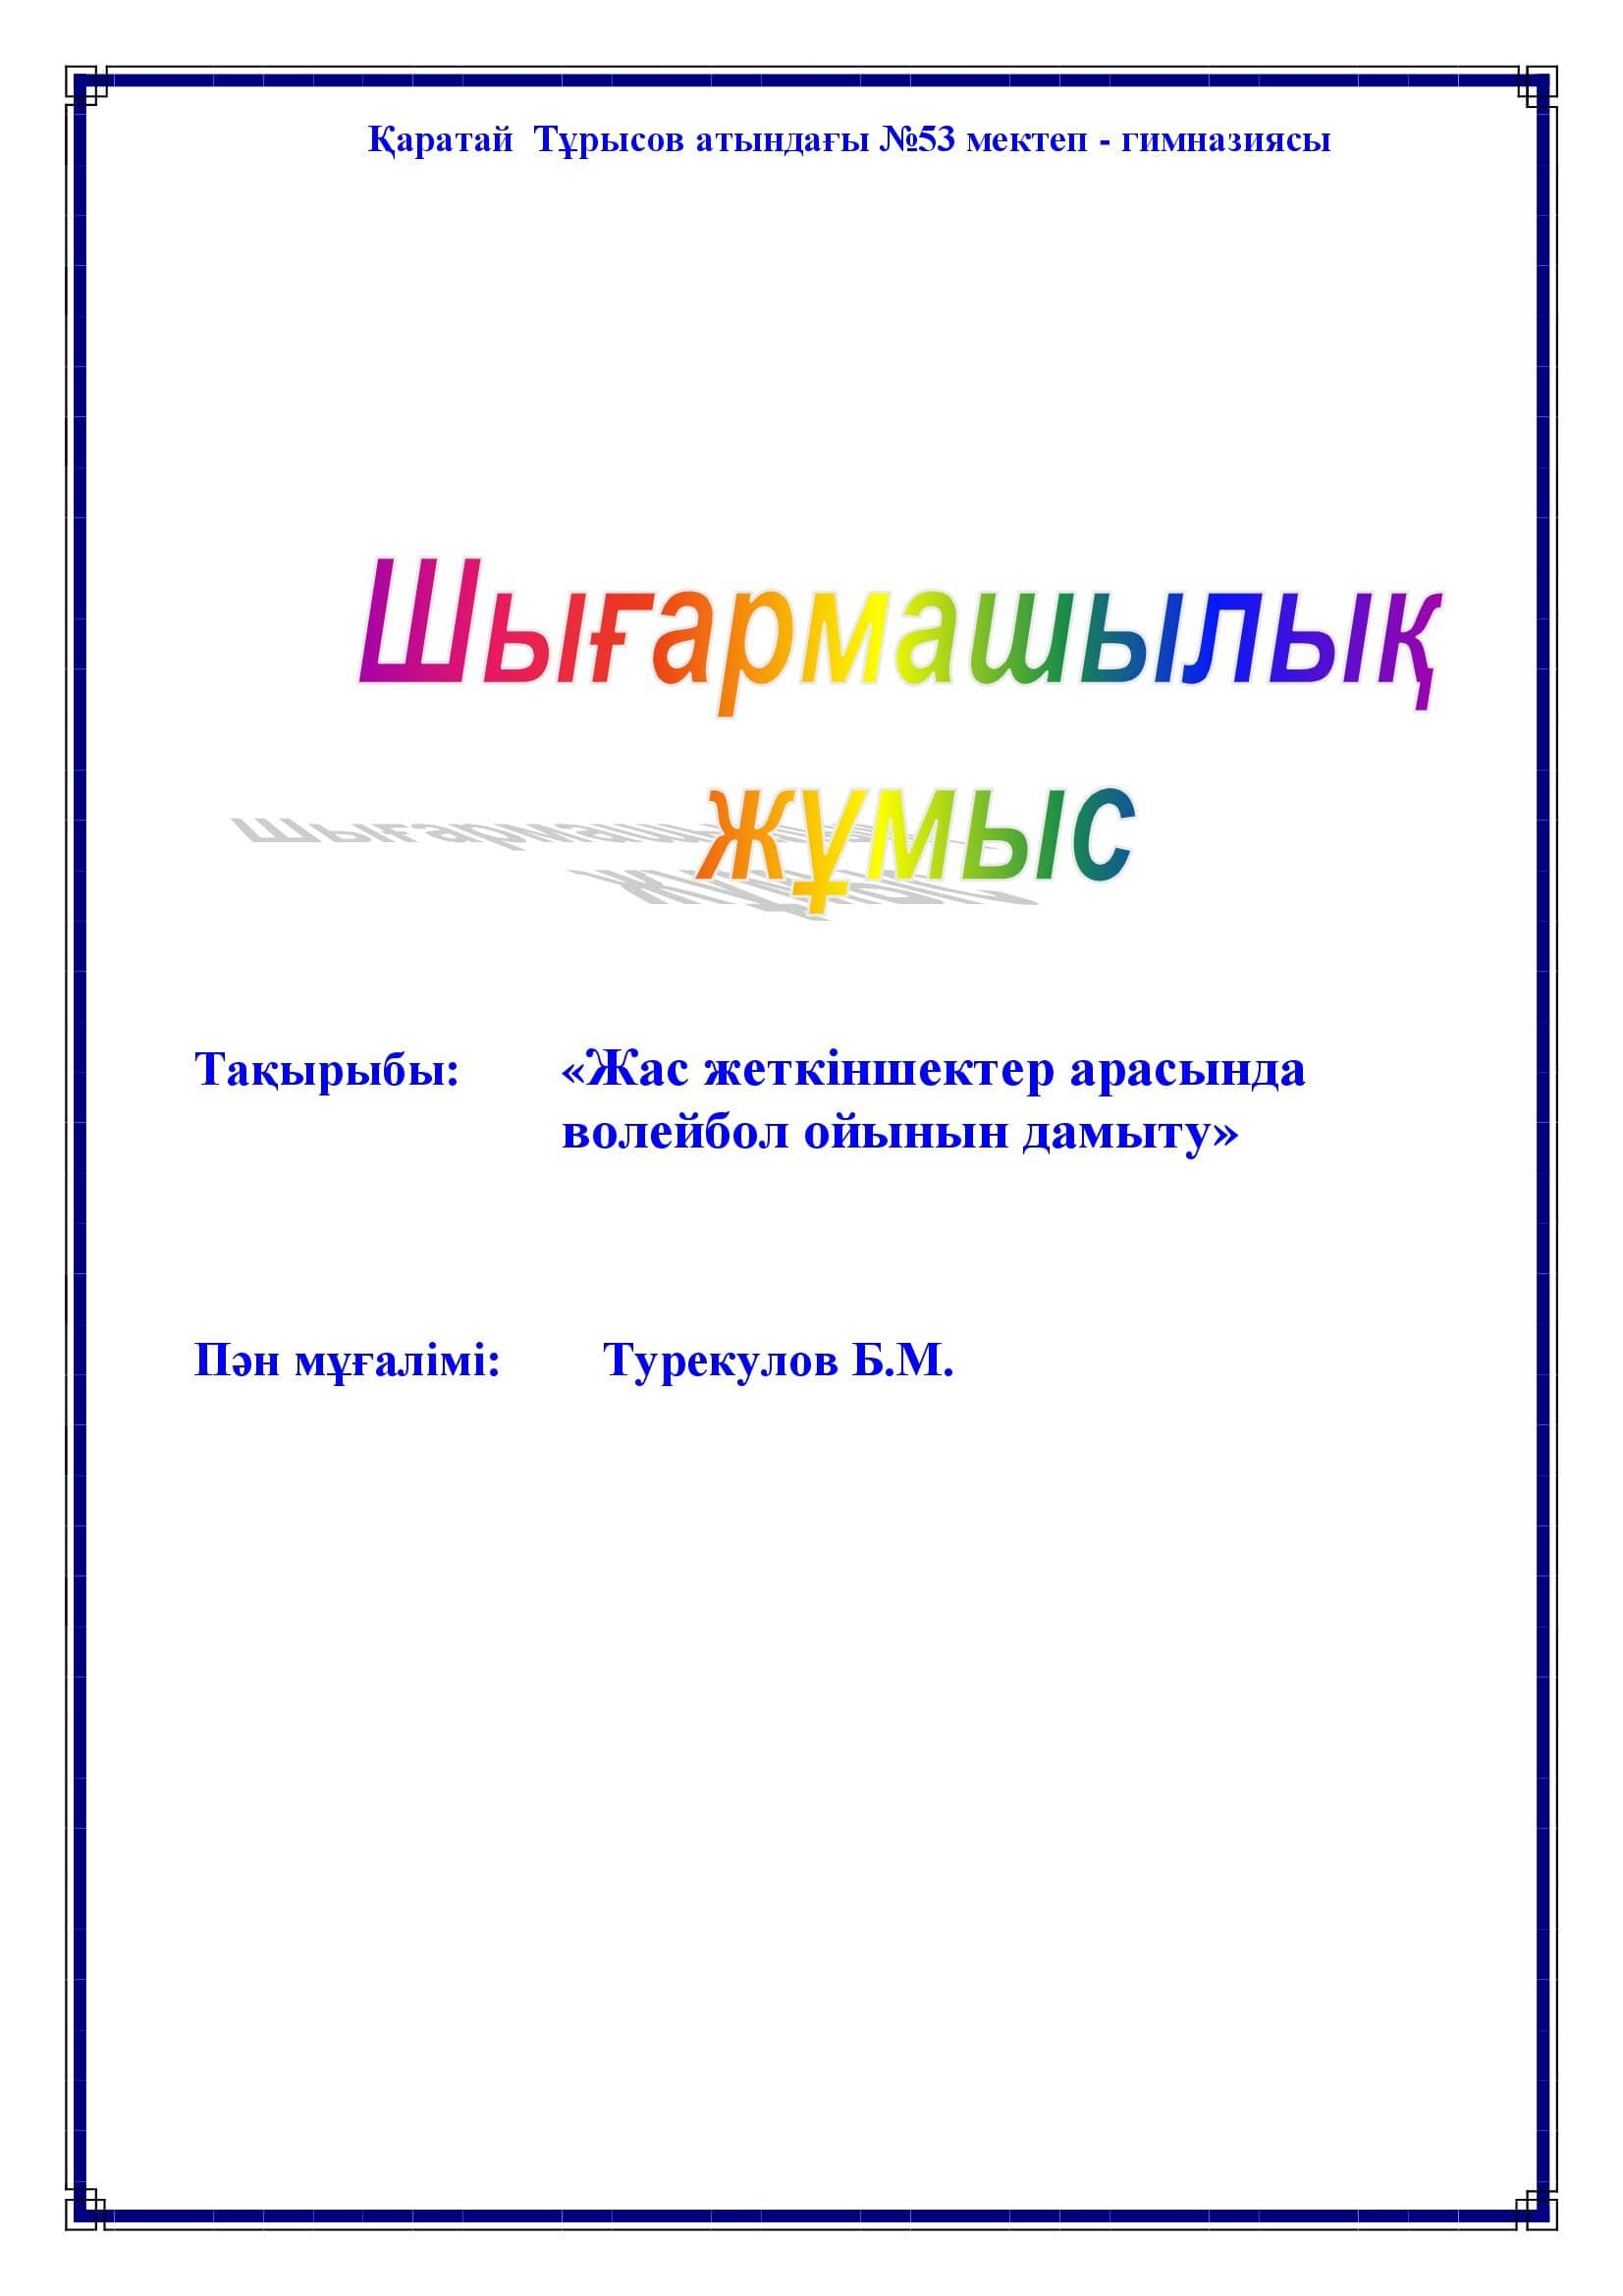 Қаратай  Тұрысов атындағы №53 мектеп - гимназиясы
Шығармашылық
жұмыс
Тақырыбы: «Жас жеткіншектер арасында
волейбол ойынын дамыту»
Пән мұғалімі: Турекулов Б.М.